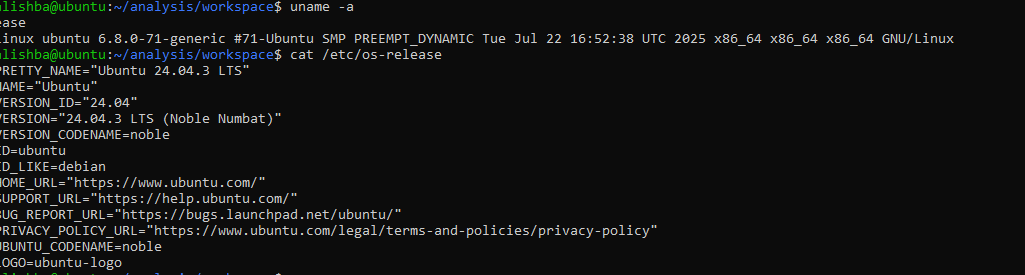 alishba@ubuntu:~/analysis/workspace$ uname -a
ease
Linux ubuntu 6.8.0-71-generic #71-Ubuntu SMP PREEMPT_DYNAMIC Tue Jul 22 16:52:38 UTC 2025 x86_64 x86_64 x86_64 GNU/Linux
alishba@ubuntu:~/analysis/workspace$ cat /etc/os-release
PRETTY_NAME="Ubuntu 24.04.3 LTS"
NAME="Ubuntu"
VERSION_ID="24.04"
VERSION="24.04.3 LTS (Noble Numbat)"
VERSION_CODENAME=noble
ID=ubuntu
ID_LIKE=debian
HOME_URL="https://www.ubuntu.com/"
SUPPORT_URL="https://help.ubuntu.com/"
BUG_REPORT_URL="https://bugs.launchpad.net/ubuntu/"
PRIVACY_POLICY_URL="https://www.ubuntu.com/legal/terms-and-policies/privacy-policy"
UBUNTU_CODENAME=noble
LOGO=ubuntu-logo